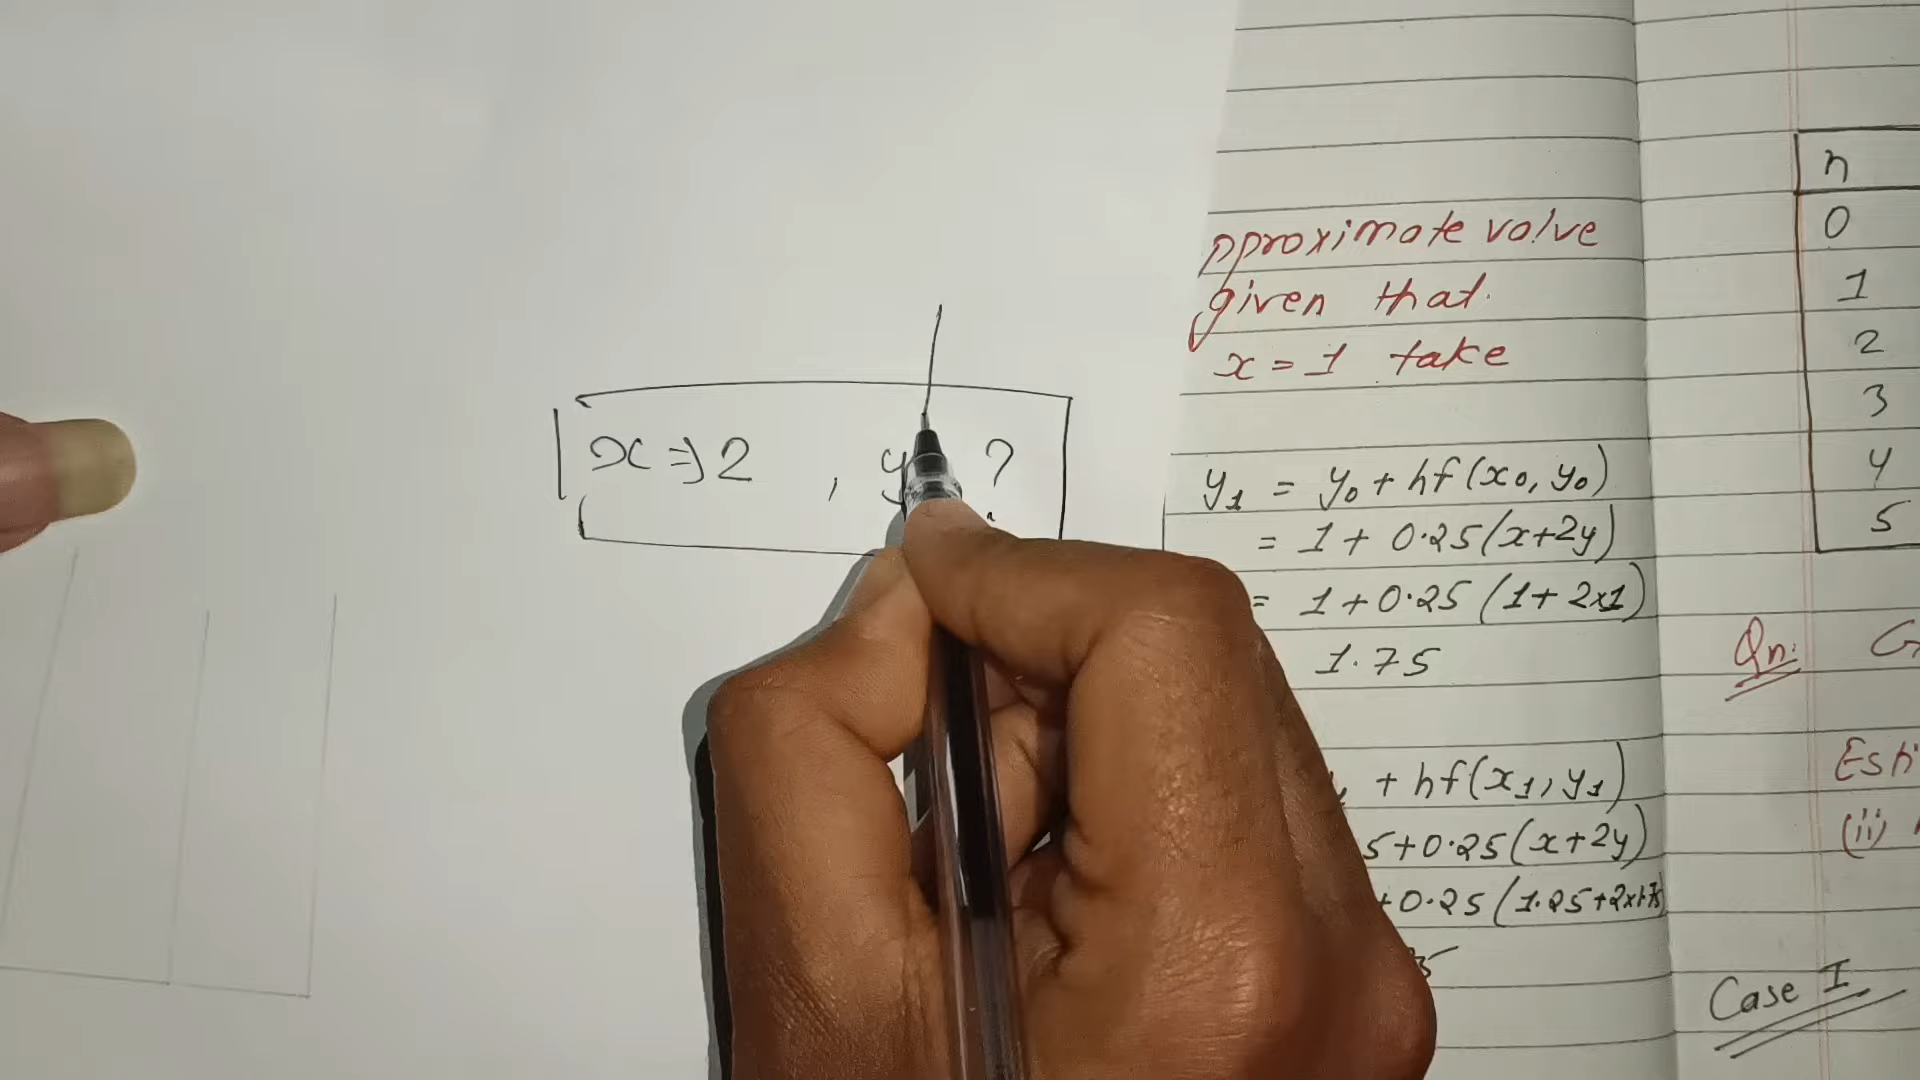 x => 2 , y ?
pproximate valve
given that.
x = 1 take
y1 = y0 + hf(x0, y0)
= 1 + 0.25(x+2y)
= 1 + 0.25 (1 + 2x1)
1.75
+ hf(x1, y1)
5+0.25(x+2y)
+0.25(1.25+2x1.75)
n
0
1
2
3
4
5
Qn:
Esti
(ii)
Case I